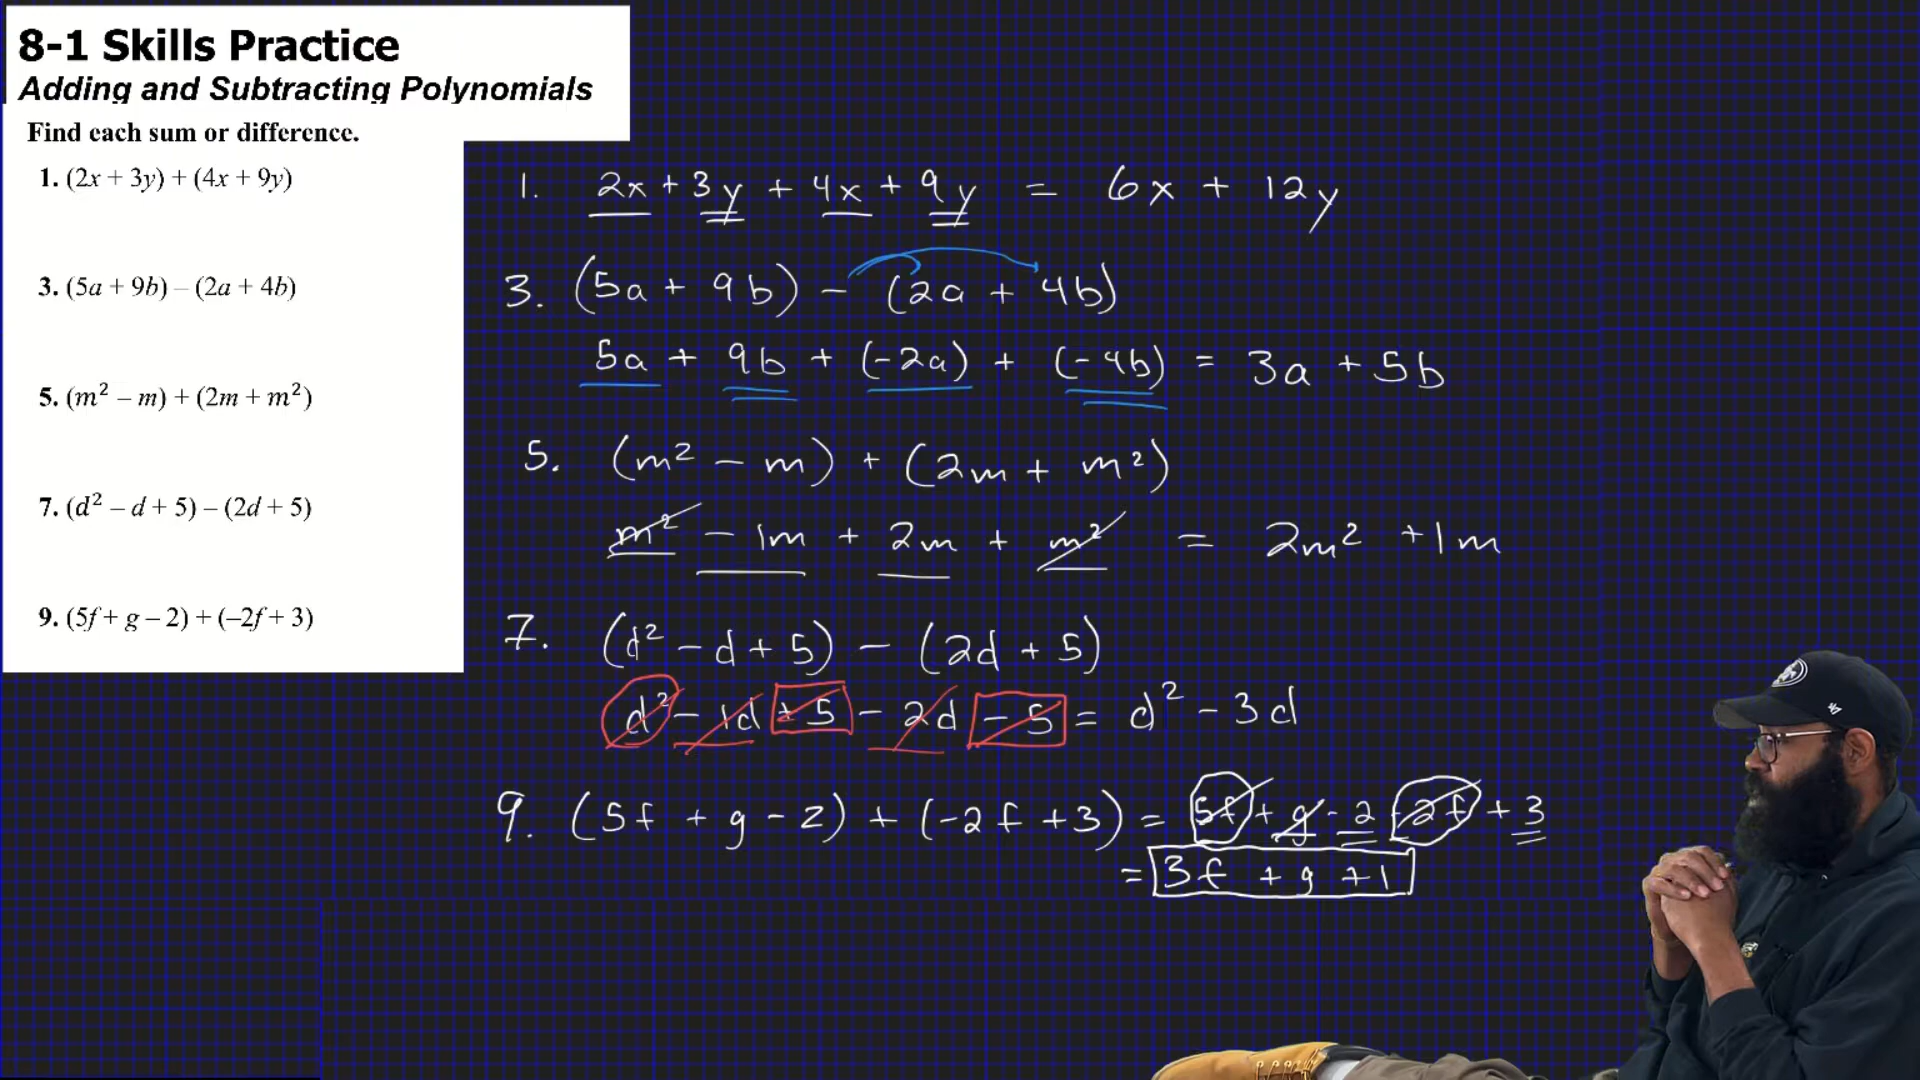 8-1 Skills Practice
Adding and Subtracting Polynomials
Find each sum or difference.
1. (2x + 3y) + (4x + 9y)
3. (5a + 9b) – (2a + 4b)
5. (m² – m) + (2m + m²)
7. (d² – d + 5) – (2d + 5)
9. (5f + g – 2) + (–2f + 3)
1. 2x + 3y + 4x + 9y = 6x + 12y
3. (5a + 9b) - (2a + 4b)
5a + 9b + (-2a) + (-4b) = 3a + 5b
5. (m² - m) + (2m + m²)
m² - 1m + 2m + m² = 2m² + 1m
7. (d² - d + 5) - (2d + 5)
d² - 1d + 5 - 2d - 5 = d² - 3d
9. (5f + g - 2) + (-2f + 3) = 5f + g - 2 - 2f + 3
= 3f + g + 1